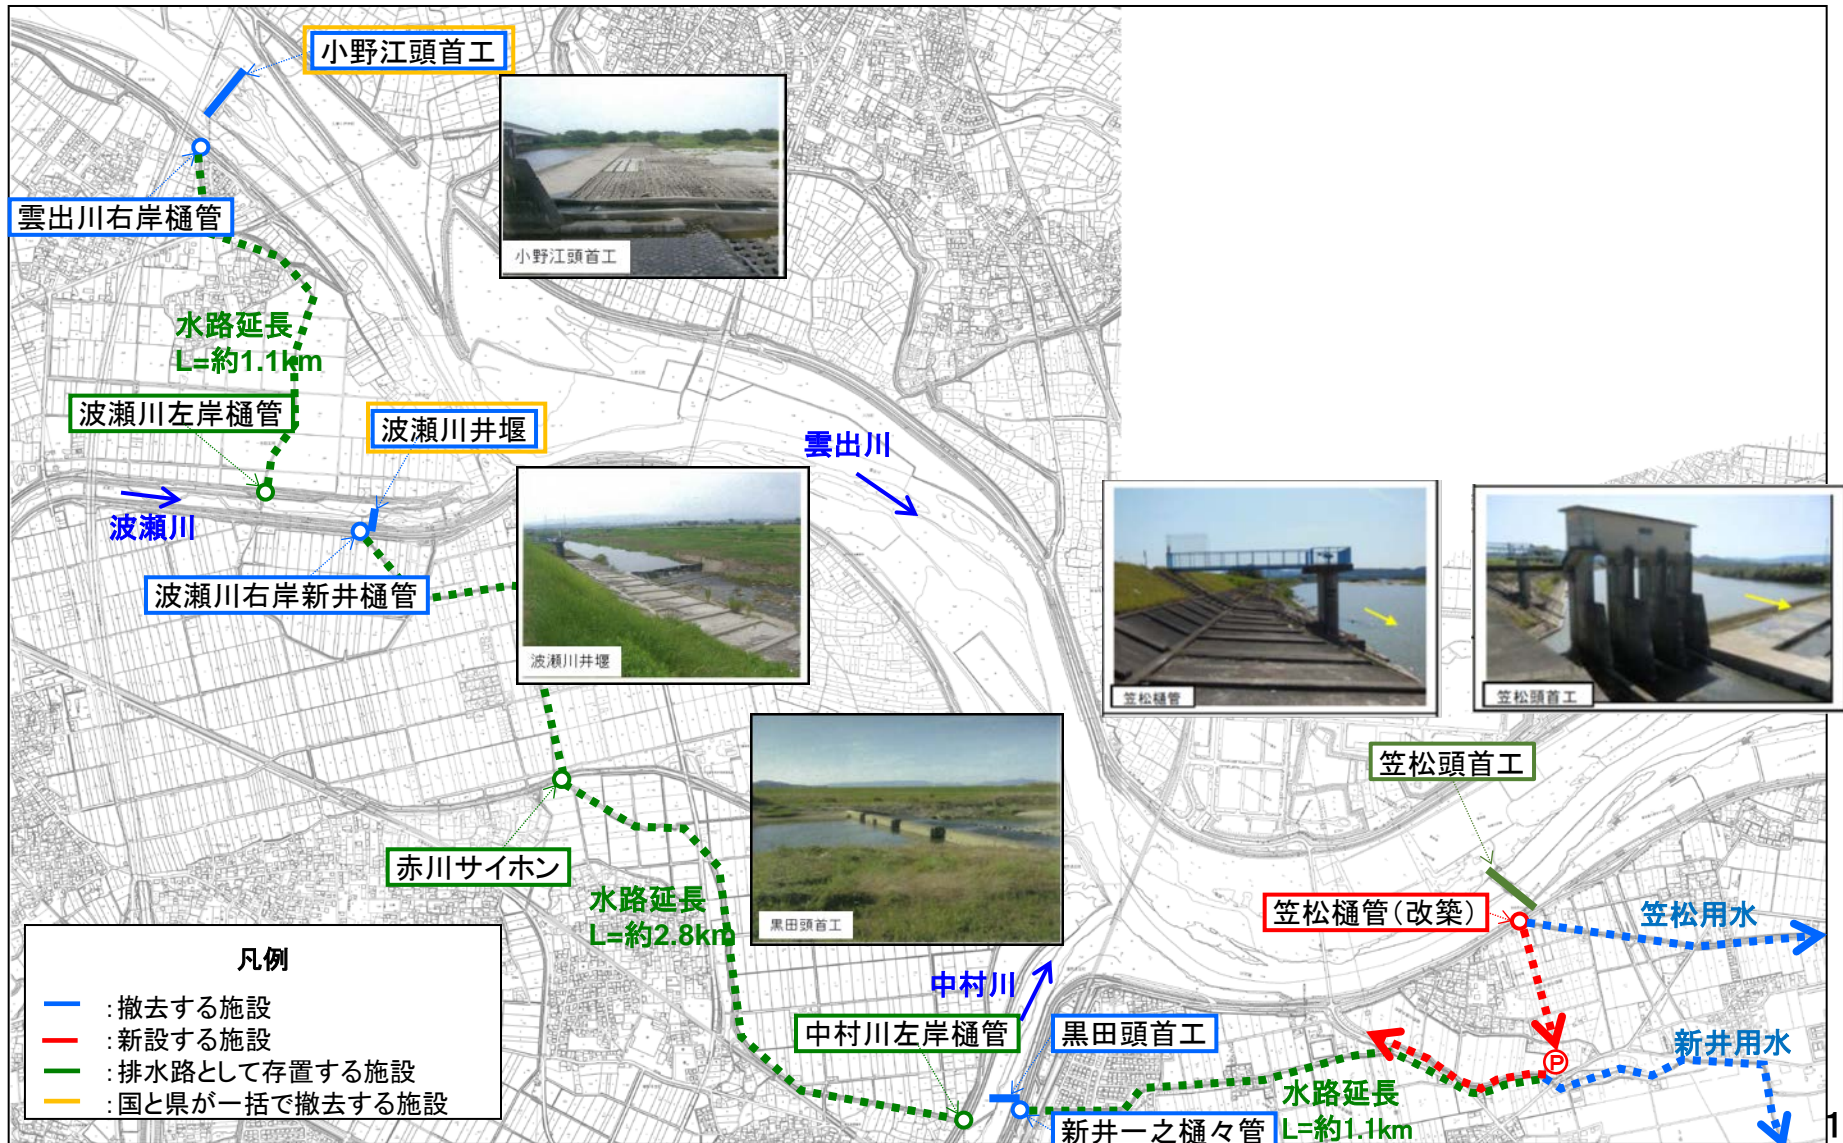 小野江頭首工
小野江頭首工
雲出川右岸樋管
水路延長
L=約1.1km
波瀬川左岸樋管
波瀬川井堰
雲出川
波瀬川
波瀬川右岸新井樋管
波瀬川井堰
笠松樋管
笠松頭首工
笠松頭首工
赤川サイホン
水路延長
L=約2.8km
黒田頭首工
笠松樋管(改築)
笠松用水
凡例
:撤去する施設
:新設する施設
:排水路として存置する施設
:国と県が一括で撤去する施設
中村川
中村川左岸樋管
黒田頭首工
新井用水
P
水路延長
L=約1.1km
新井一之樋々管
1